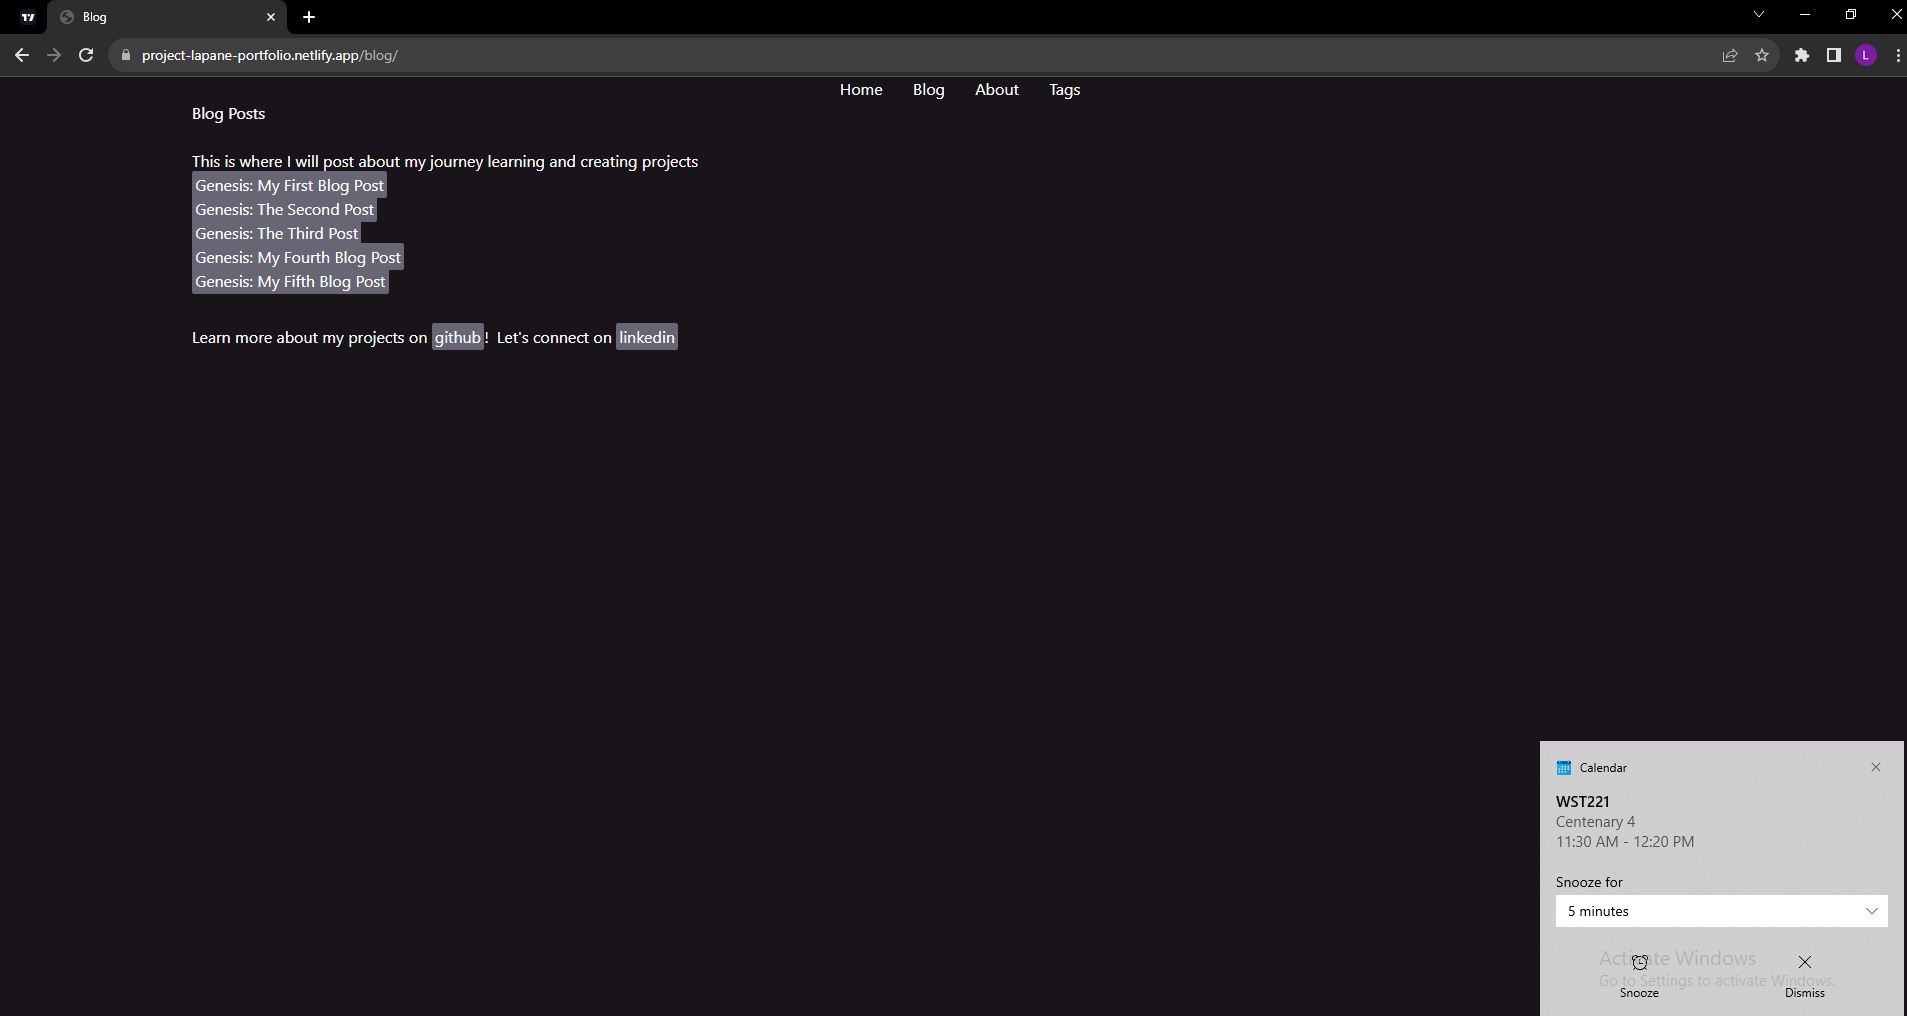 Blog
project-lapane-portfolio.netlify.app/blog/
L
Home Blog About Tags
Blog Posts
This is where I will post about my journey learning and creating projects
Genesis: My First Blog Post
Genesis: The Second Post
Genesis: The Third Post
Genesis: My Fourth Blog Post
Genesis: My Fifth Blog Post
Learn more about my projects on github! Let's connect on linkedin
Calendar
WST221
Centenary 4
11:30 AM - 12:20 PM
Snooze for
5 minutes
Activate Windows
Go to Settings to activate Windows.
Snooze Dismiss